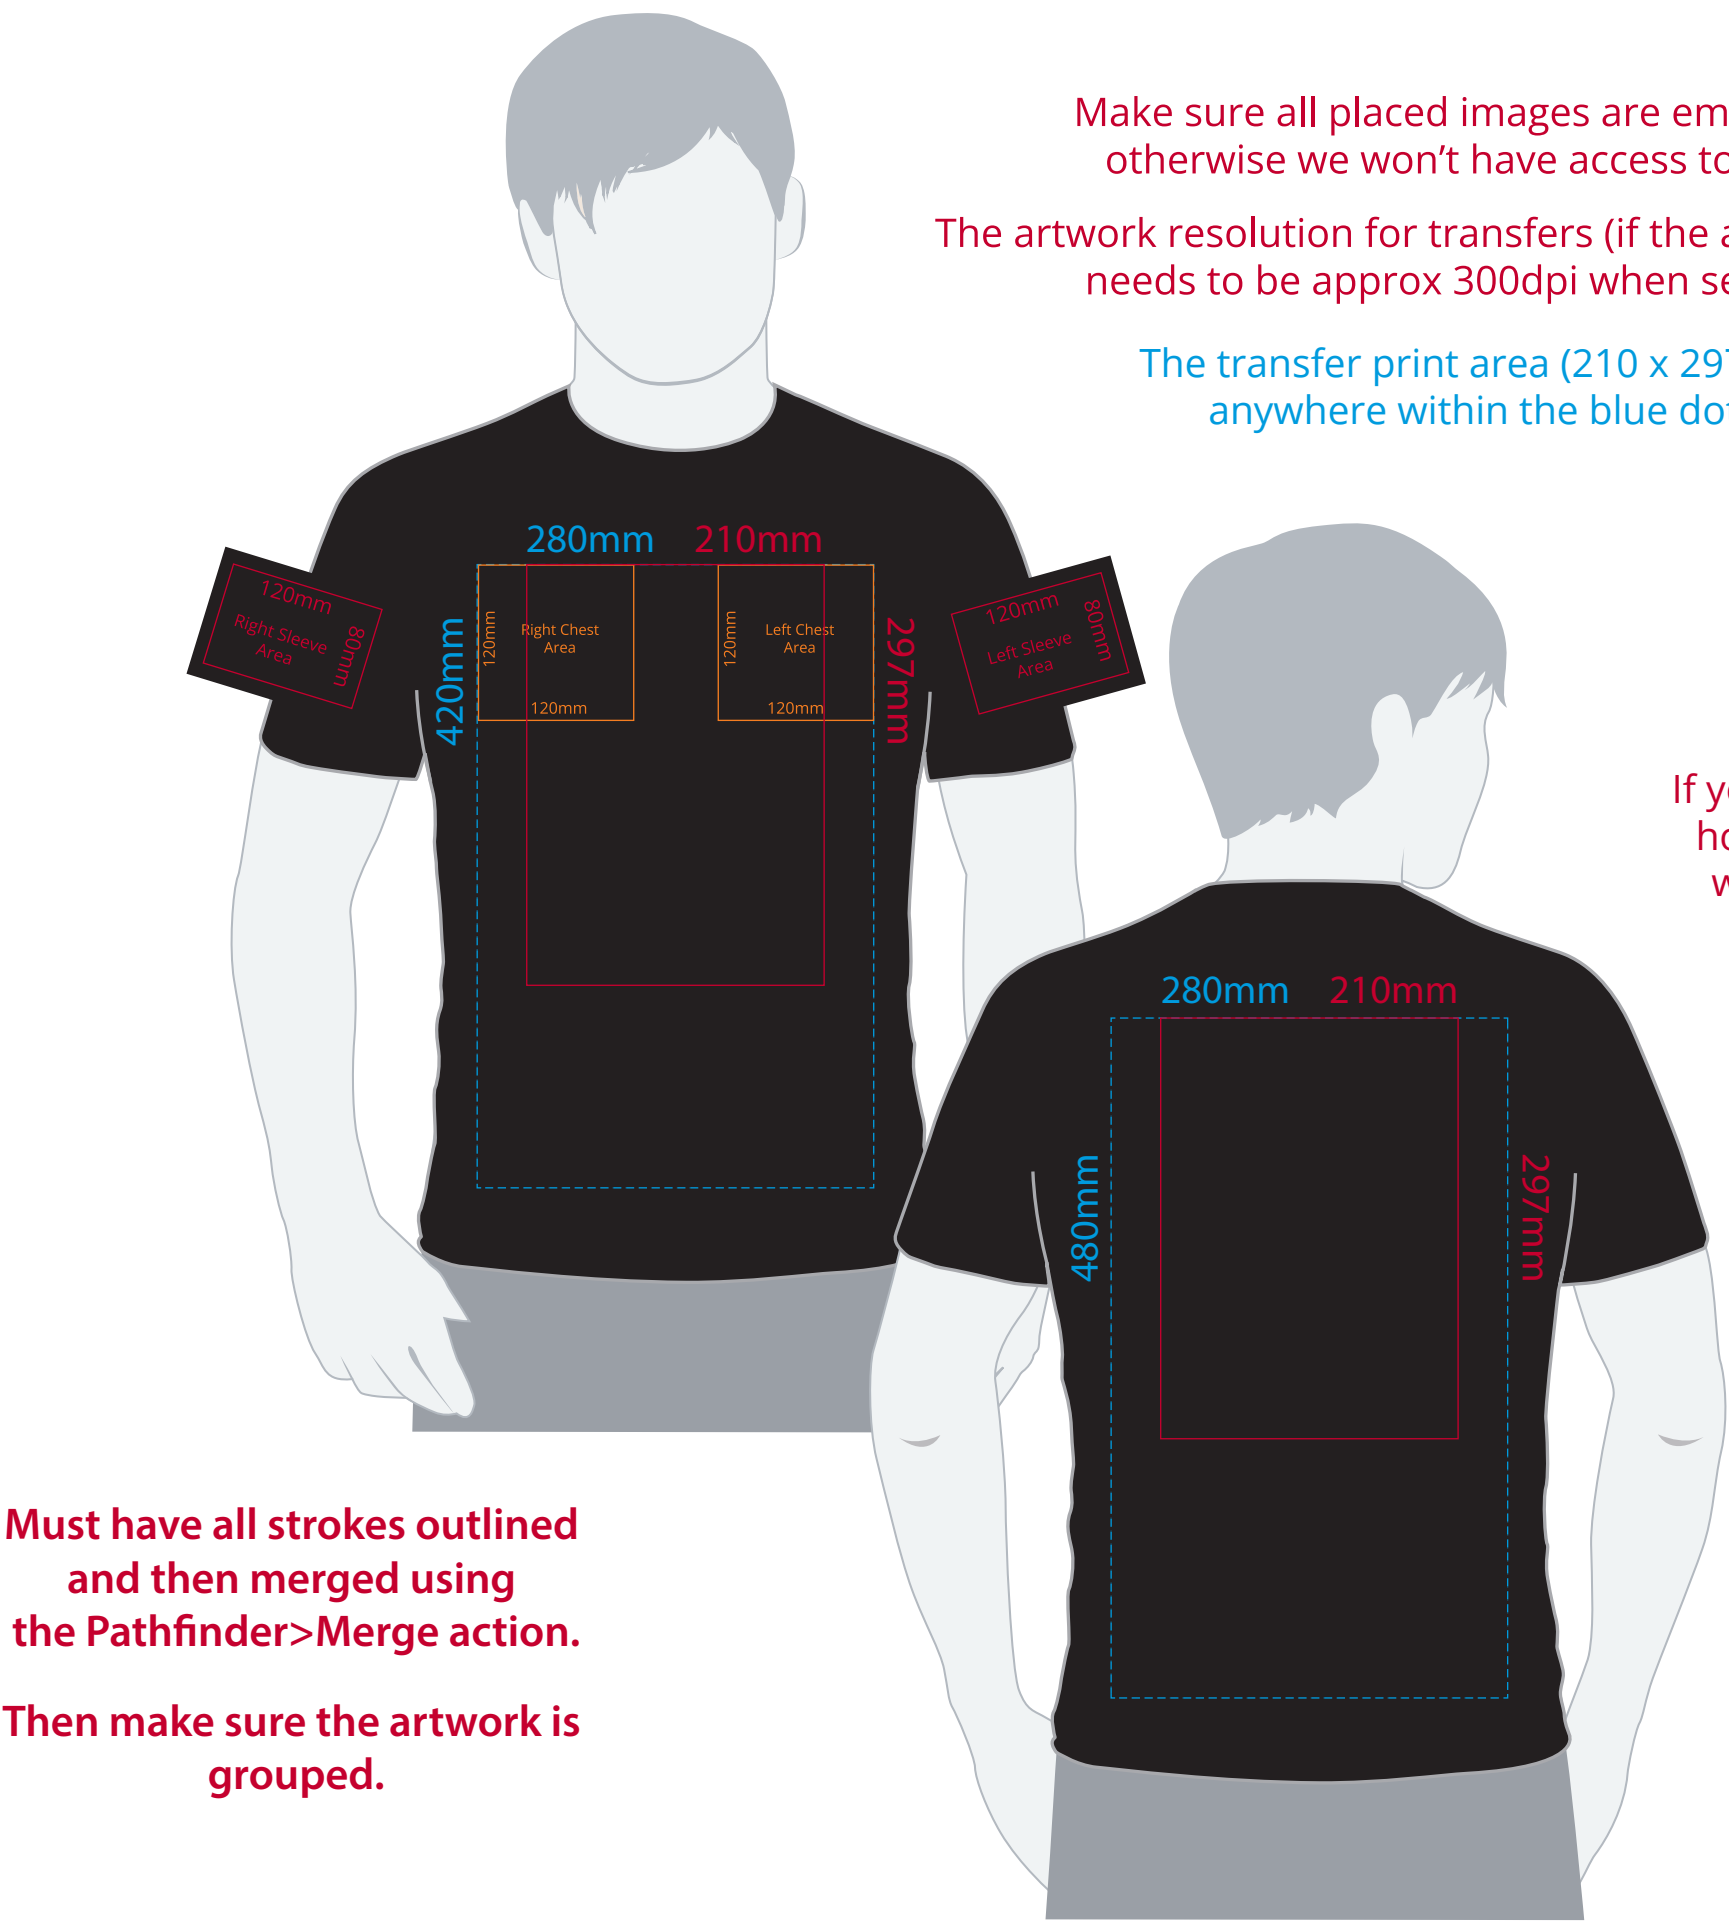 Make sure all placed images are em
otherwise we won’t have access to
The artwork resolution for transfers (if the a
needs to be approx 300dpi when se
The transfer print area (210 x 297
anywhere within the blue dot
280mm 210mm
120mm
Right Sleeve
Area
80mm
420mm
120mm
Right Chest
Area
120mm
120mm
Left Chest
Area
120mm
297mm
120mm
Left Sleeve
Area
80mm
If yo
ho
w
280mm 210mm
480mm
297mm
Must have all strokes outlined
and then merged using
the Pathfinder>Merge action.
Then make sure the artwork is
grouped.